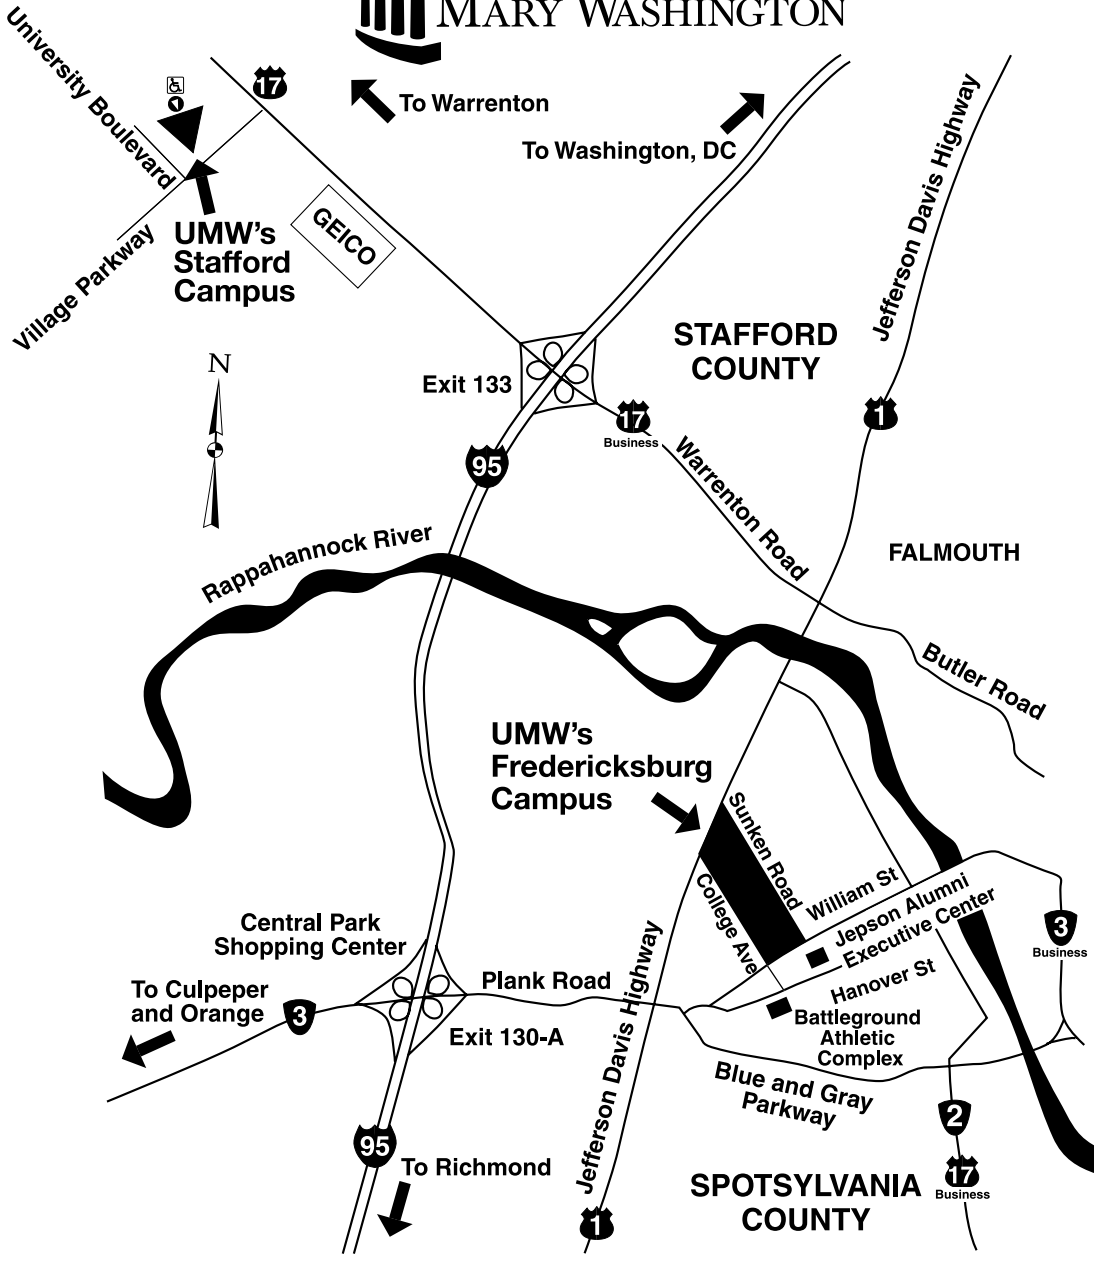 MARY WASHINGTON
University Boulevard
17
To Warrenton
To Washington, DC
Jefferson Davis Highway
GEICO
UMW's
Stafford
Campus
Village Parkway
N
STAFFORD
COUNTY
Exit 133
17
Business
1
95
Warrenton Road
Rappahannock River
FALMOUTH
Butler Road
UMW's
Fredericksburg
Campus
Sunken Road
College Ave
William St
Jepson Alumni
Executive Center
3
Business
Central Park
Shopping Center
Plank Road
Hanover St
To Culpeper
and Orange
3
Exit 130-A
Jefferson Davis Highway
Battleground
Athletic
Complex
Blue and Gray
Parkway
2
95
To Richmond
17
Business
SPOTSYLVANIA
COUNTY
1